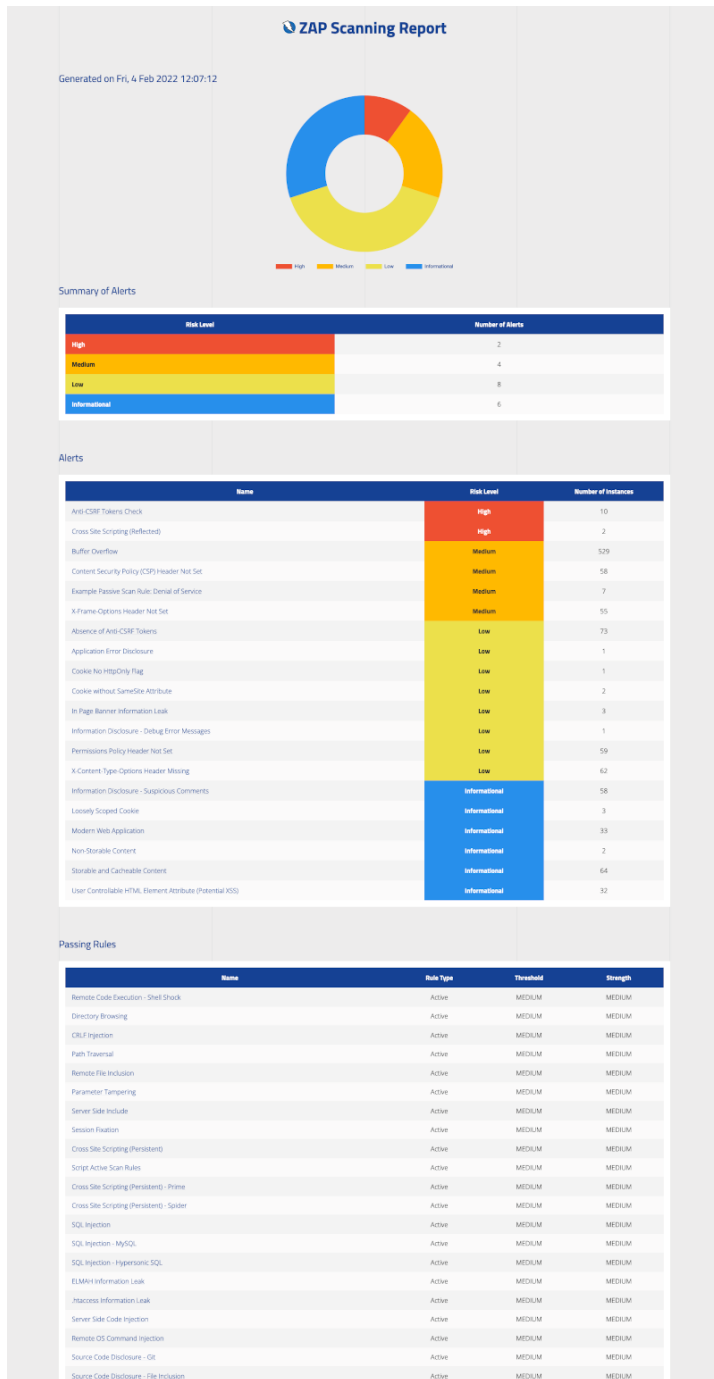 ZAP Scanning Report
Generated on Fri, 4 Feb 2022 12:07:12
High Medium Low Informational
Summary of Alerts
Risk Level Number of Alerts
High 2
Medium 4
Low 8
Informational 6
Alerts
Name Risk Level Number of Instances
Anti-CSRF Tokens Check High 10
Cross Site Scripting (Reflected) High 2
Buffer Overflow Medium 529
Content Security Policy (CSP) Header Not Set Medium 58
Example Passive Scan Rule: Denial of Service Medium 7
X-Frame-Options Header Not Set Medium 55
Absence of Anti-CSRF Tokens Low 73
Application Error Disclosure Low 1
Cookie No HttpOnly Flag Low 1
Cookie without SameSite Attribute Low 2
In Page Banner Information Leak Low 3
Information Disclosure - Debug Error Messages Low 1
Permissions Policy Header Not Set Low 59
X-Content-Type-Options Header Missing Low 62
Information Disclosure - Suspicious Comments Informational 58
Loosely Scoped Cookie Informational 3
Modern Web Application Informational 33
Non-Storable Content Informational 2
Storable and Cacheable Content Informational 64
User Controllable HTML Element Attribute (Potential XSS) Informational 32
Passing Rules
Name Rule Type Threshold Strength
Remote Code Execution - Shell Shock Active MEDIUM MEDIUM
Directory Browsing Active MEDIUM MEDIUM
CRLF Injection Active MEDIUM MEDIUM
Path Traversal Active MEDIUM MEDIUM
Remote File Inclusion Active MEDIUM MEDIUM
Parameter Tampering Active MEDIUM MEDIUM
Server Side Include Active MEDIUM MEDIUM
Session Fixation Active MEDIUM MEDIUM
Cross Site Scripting (Persistent) Active MEDIUM MEDIUM
Script Active Scan Rules Active MEDIUM MEDIUM
Cross Site Scripting (Persistent) - Prime Active MEDIUM MEDIUM
Cross Site Scripting (Persistent) - Spider Active MEDIUM MEDIUM
SQL Injection Active MEDIUM MEDIUM
SQL Injection - MySQL Active MEDIUM MEDIUM
SQL Injection - Hypersonic SQL Active MEDIUM MEDIUM
ELMAH Information Leak Active MEDIUM MEDIUM
.htaccess Information Leak Active MEDIUM MEDIUM
Server Side Code Injection Active MEDIUM MEDIUM
Remote OS Command Injection Active MEDIUM MEDIUM
Source Code Disclosure - Git Active MEDIUM MEDIUM
Source Code Disclosure - File Inclusion Active MEDIUM MEDIUM